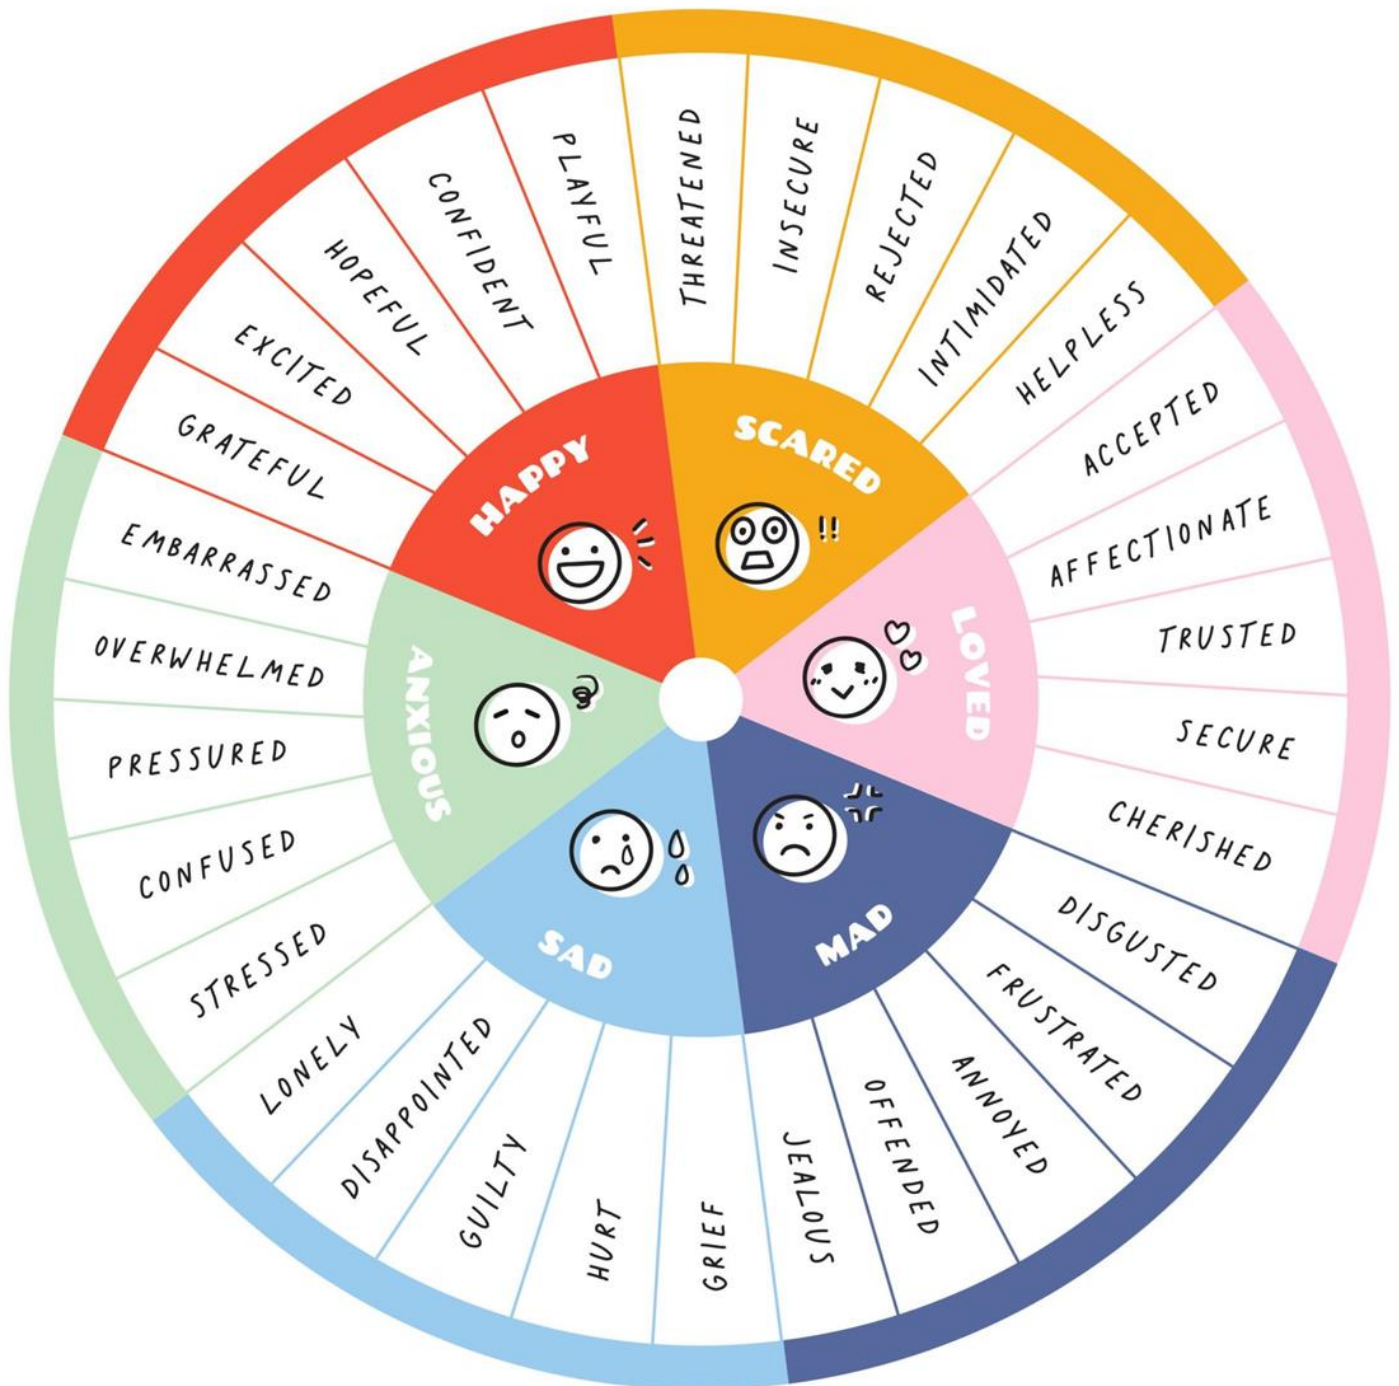 HAPPY
GRATEFUL
EXCITED
HOPEFUL
CONFIDENT
PLAYFUL
SCARED
THREATENED
INSECURE
REJECTED
INTIMIDATED
HELPLESS
LOVED
ACCEPTED
AFFECTIONATE
TRUSTED
SECURE
CHERISHED
MAD
DISGUSTED
FRUSTRATED
ANNOYED
OFFENDED
JEALOUS
SAD
GRIEF
HURT
GUILTY
DISAPPOINTED
LONELY
ANXIOUS
STRESSED
CONFUSED
PRESSURED
OVERWHELMED
EMBARRASSED
!!